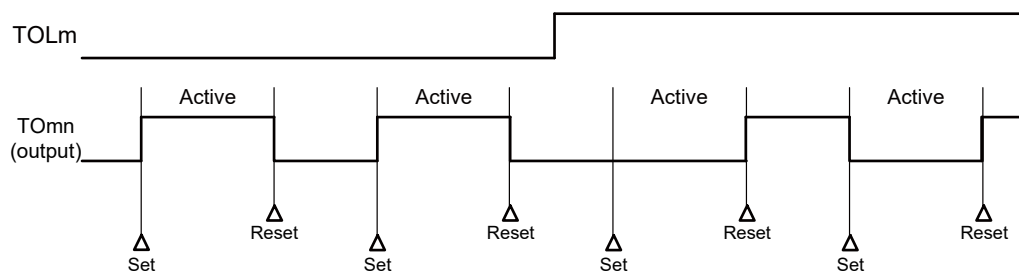 TOLm
Active Active Active Active
TOmn
(output)
Reset Reset Reset Reset
Set Set Set Set